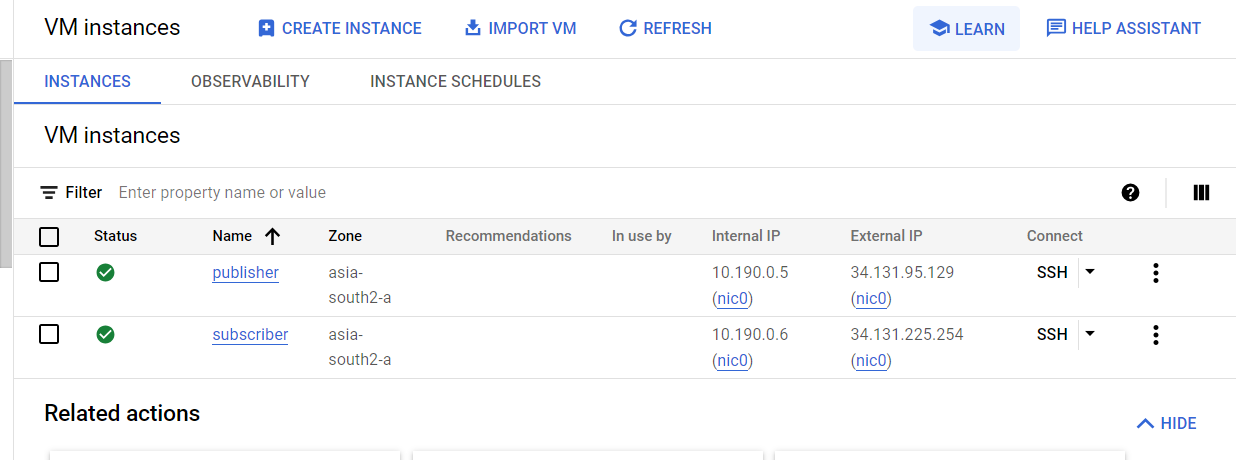 VM instances CREATE INSTANCE IMPORT VM REFRESH LEARN HELP ASSISTANT
INSTANCES OBSERVABILITY INSTANCE SCHEDULES
VM instances
Filter Enter property name or value
Status Name Zone Recommendations In use by Internal IP External IP Connect
publisher asia- 10.190.0.5 34.131.95.129 SSH
south2-a (nic0) (nic0)
subscriber asia- 10.190.0.6 34.131.225.254 SSH
south2-a (nic0) (nic0)
Related actions
HIDE